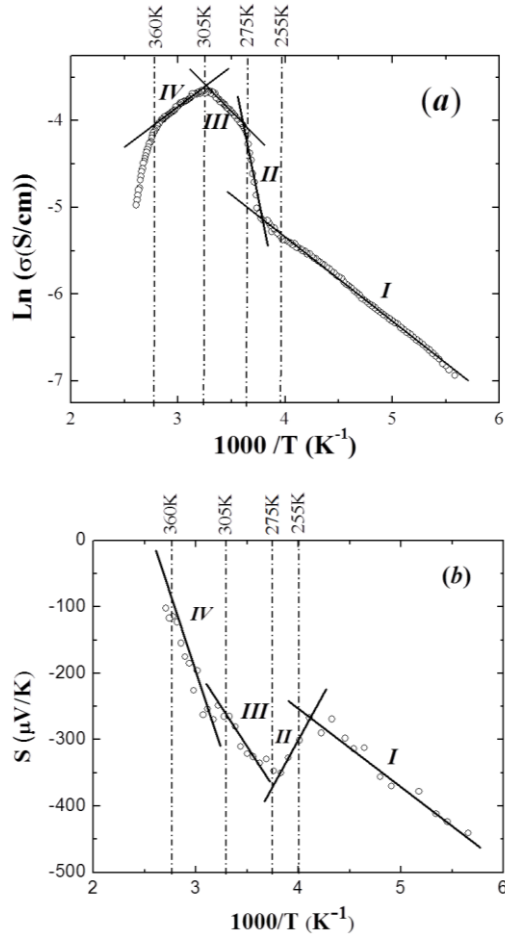 360K 305K 275K 255K
(a)
IV
III
II
I
-4
-5
-6
-7
Ln (σ(S/cm))
2 3 4 5 6
1000 /T (K⁻¹)
360K 305K 275K 255K
(b)
IV
III
II
I
0
-100
-200
-300
-400
-500
S (μV/K)
2 3 4 5 6
1000/T (K⁻¹)